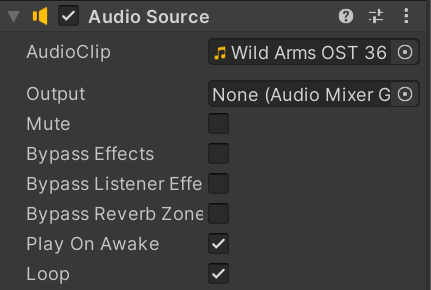 Audio Source
AudioClip Wild Arms OST 36
Output None (Audio Mixer G
Mute
Bypass Effects
Bypass Listener Effe
Bypass Reverb Zone
Play On Awake
Loop